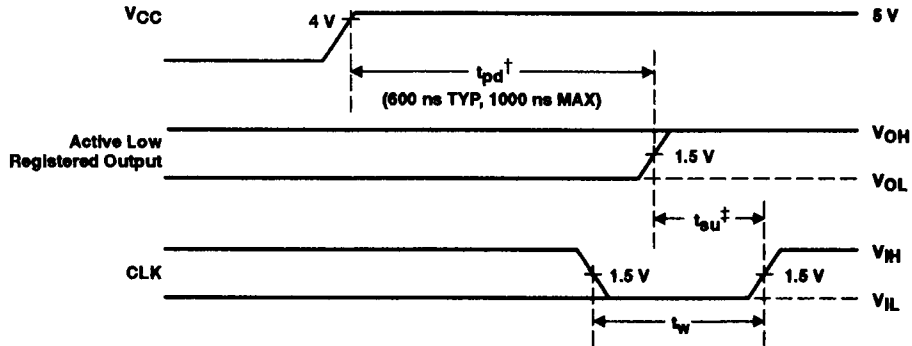 VCC
4 V
5 V
tpd†
(600 ns TYP, 1000 ns MAX)
Active Low
Registered Output
1.5 V
VOH
VOL
tsu‡
CLK
1.5 V
1.5 V
VIH
VIL
tw